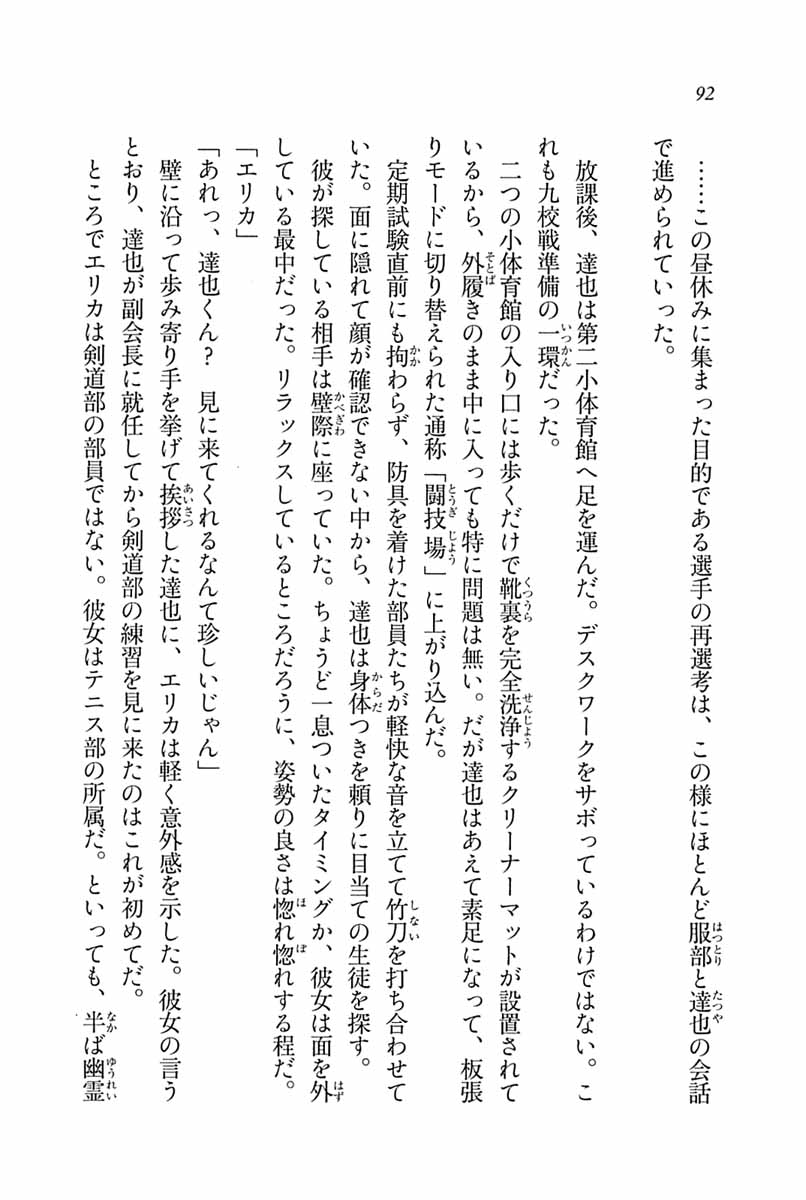 92
……この昼休みに集まった目的である選手の再選考は、この様にほとんど服部と達也の会話
で進められていった。
放課後、達也は第二小体育館へ足を運んだ。デスクワークをサボっているわけではない。こ
れも九校戦準備の一環だった。
二つの小体育館の入り口には歩くだけで靴裏を完全洗浄するクリーナーマットが設置されて
いるから、外履きのまま中に入っても特に問題は無い。だが達也はあえて素足になって、板張
りモードに切り替えられた通称「闘技場」に上がり込んだ。
定期試験直前にも拘わらず、防具を着けた部員たちが軽快な音を立てて竹刀を打ち合わせて
いた。面に隠れて顔が確認できない中から、達也は身体つきを頼りに目当ての生徒を探す。
彼が探している相手は壁際に座っていた。ちょうど一息ついたタイミングか、彼女は面を外
している最中だった。リラックスしているところだろうに、姿勢の良さは惚れ惚れする程だ。
「エリカ」
「あれっ、達也くん？　見に来てくれるなんて珍しいじゃん」
壁に沿って歩み寄り手を挙げて挨拶した達也に、エリカは軽く意外感を示した。彼女の言う
とおり、達也が副会長に就任してから剣道部の練習を見に来たのはこれが初めてだ。
ところでエリカは剣道部の部員ではない。彼女はテニス部の所属だ。といっても、半ば幽霊